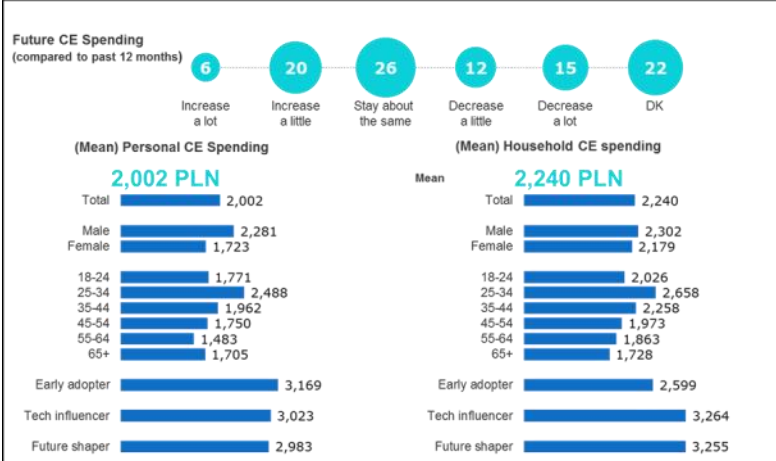 Future CE Spending
(compared to past 12 months)
6 20 26 12 15 22
Increase a lot
Increase a little
Stay about the same
Decrease a little
Decrease a lot
DK
(Mean) Personal CE Spending
2,002 PLN
Total 2,002
Male 2,281
Female 1,723
18-24 1,771
25-34 2,488
35-44 1,962
45-54 1,750
55-64 1,483
65+ 1,705
Early adopter 3,169
Tech influencer 3,023
Future shaper 2,983
(Mean) Household CE spending
Mean 2,240 PLN
Total 2,240
Male 2,302
Female 2,179
18-24 2,026
25-34 2,658
35-44 2,258
45-54 1,973
55-64 1,863
65+ 1,728
Early adopter 2,599
Tech influencer 3,264
Future shaper 3,255